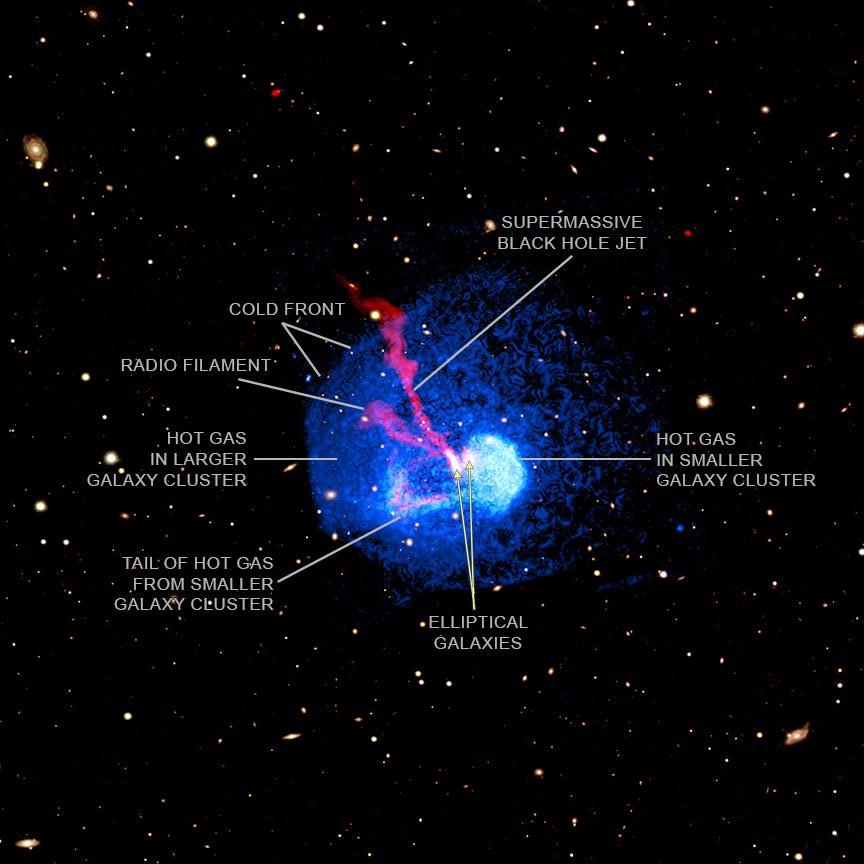 SUPERMASSIVE
BLACK HOLE JET
COLD FRONT
RADIO FILAMENT
HOT GAS
IN LARGER
GALAXY CLUSTER
HOT GAS
IN SMALLER
GALAXY CLUSTER
TAIL OF HOT GAS
FROM SMALLER
GALAXY CLUSTER
ELLIPTICAL
GALAXIES